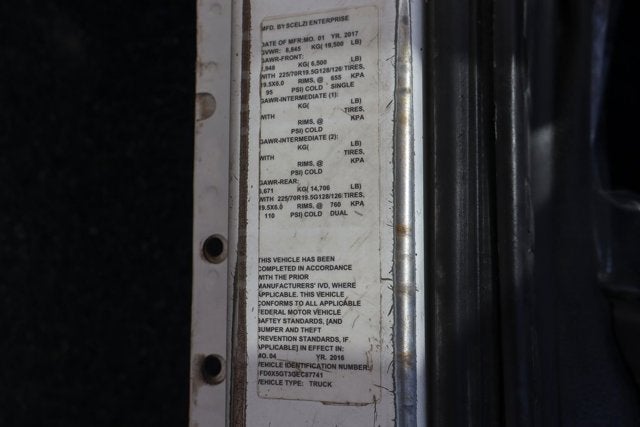 MFD. BY SCELZI ENTERPRISE
DATE OF MFR:MO. 01 YR. 2017
GVWR: 8,845 KG( 19,500 LB)
GAWR-FRONT:
2,948 KG( 6,500 LB)
WITH 225/70R19.5G128/126 TIRES,
19.5X6.0 RIMS, @ 655 KPA
95 PSI) COLD SINGLE
GAWR-INTERMEDIATE (1):
KG( LB)
WITH TIRES,
RIMS, @ KPA
PSI) COLD
GAWR-INTERMEDIATE (2):
KG( LB)
WITH TIRES,
RIMS, @ KPA
PSI) COLD
GAWR-REAR:
6,671 KG( 14,706 LB)
WITH 225/70R19.5G128/126 TIRES,
19.5X6.0 RIMS, @ 760 KPA
110 PSI) COLD DUAL
THIS VEHICLE HAS BEEN
COMPLETED IN ACCORDANCE
WITH THE PRIOR
MANUFACTURERS' IVD, WHERE
APPLICABLE. THIS VEHICLE
CONFORMS TO ALL APPLICABLE
FEDERAL MOTOR VEHICLE
SAFTEY STANDARDS, [AND
BUMPER AND THEFT
PREVENTION STANDARDS, IF
APPLICABLE] IN EFFECT IN:
MO. 04 YR. 2016
VEHICLE IDENTIFICATION NUMBER:
FD0X5GT3GEC87741
VEHICLE TYPE: TRUCK